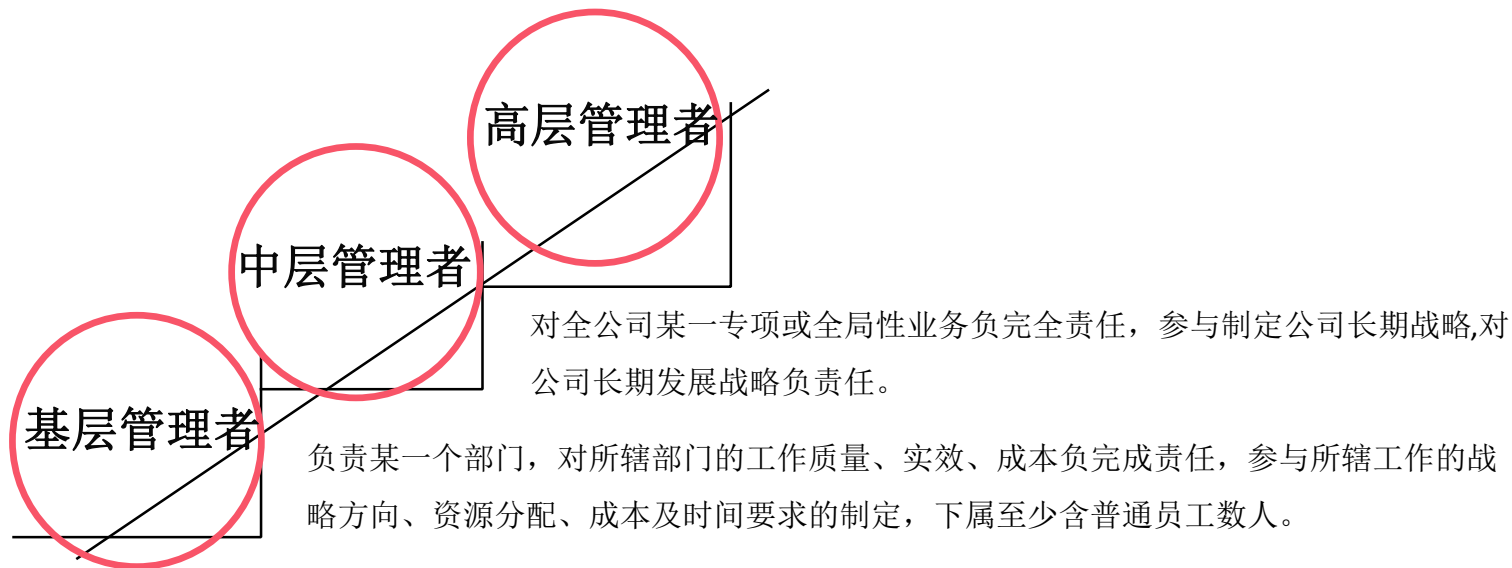 高层管理者
中层管理者
对全公司某一专项或全局性业务负完全责任，参与制定公司长期战略,对
公司长期发展战略负责任。
基层管理者
负责某一个部门，对所辖部门的工作质量、实效、成本负完成责任，参与所辖工作的战
略方向、资源分配、成本及时间要求的制定，下属至少含普通员工数人。